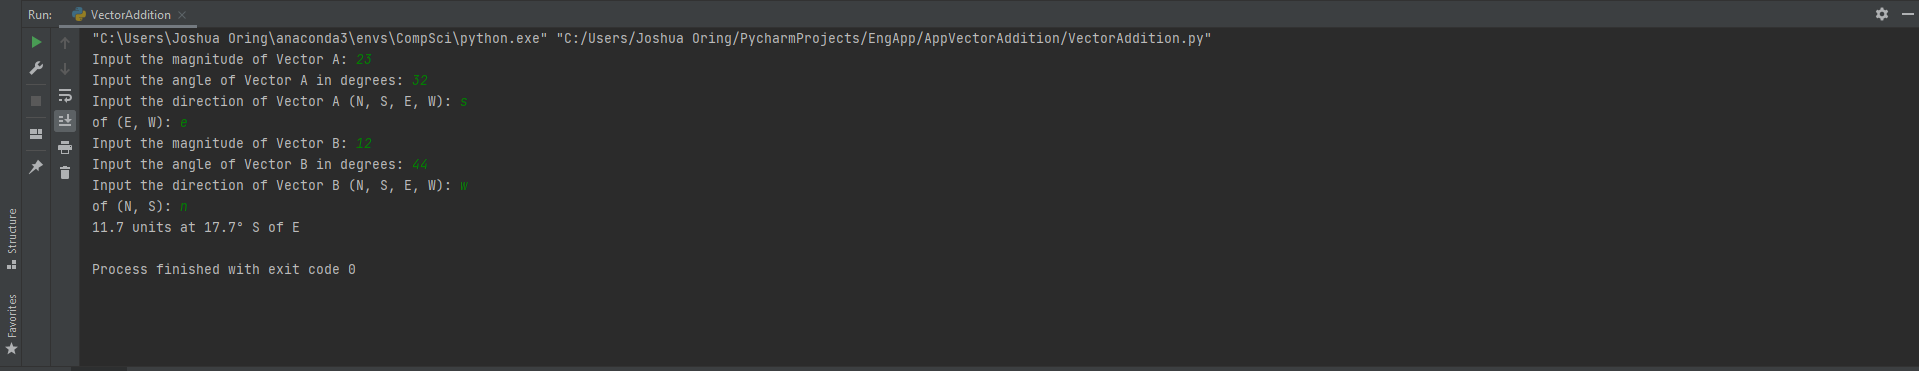 Run: VectorAddition
"C:\Users\Joshua Oring\anaconda3\envs\CompSci\python.exe" "C:/Users/Joshua Oring/PycharmProjects/EngApp/AppVectorAddition/VectorAddition.py"
Input the magnitude of Vector A: 23
Input the angle of Vector A in degrees: 32
Input the direction of Vector A (N, S, E, W): s
of (E, W): e
Input the magnitude of Vector B: 12
Input the angle of Vector B in degrees: 44
Input the direction of Vector B (N, S, E, W): w
of (N, S): n
11.7 units at 17.7° S of E
Process finished with exit code 0
Structure
Favorites